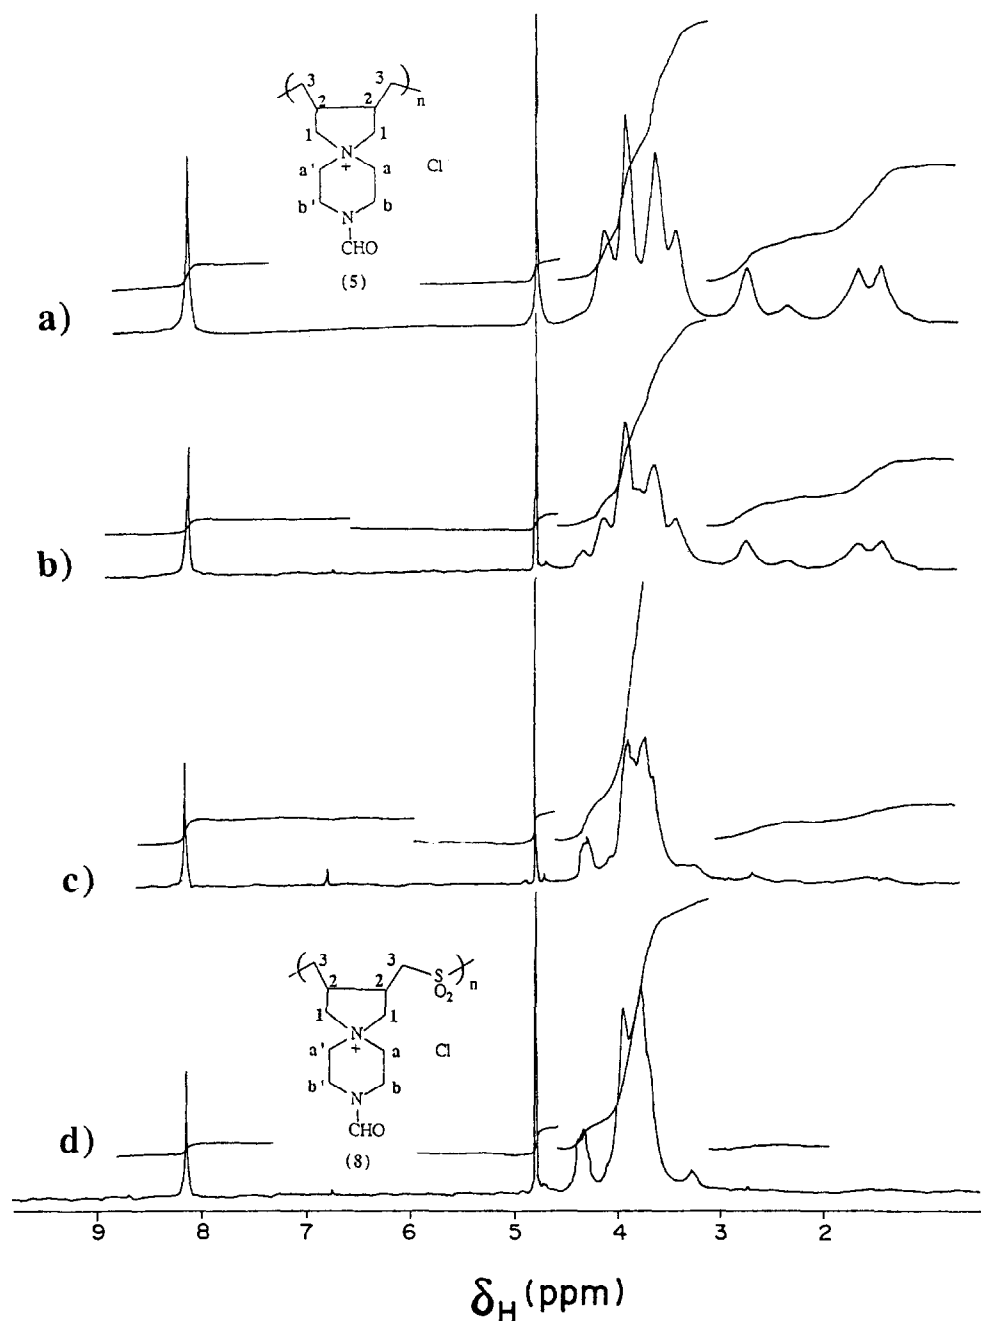 3 3
2 2 n
1 1
N
+
a' a Cl
b' b
N
CHO
(5)
a)
b)
c)
3 3
2 2 S n
O2
1 1
N
+
a' a Cl
b' b
N
CHO
(8)
d)
9 8 7 6 5 4 3 2
δH (ppm)